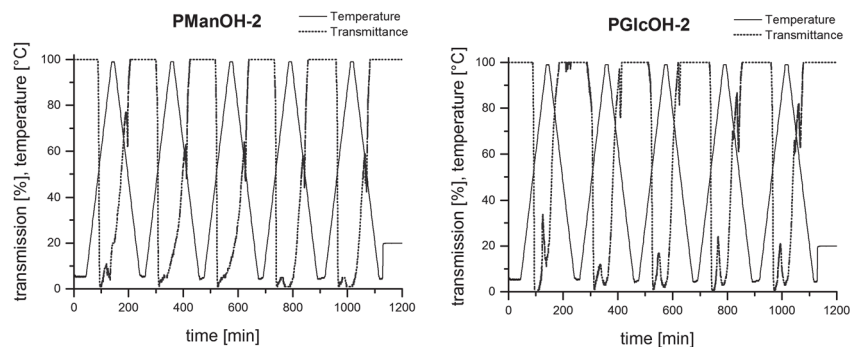 PManOH-2
Temperature
Transmittance
transmission [%], temperature [°C]
120
100
80
60
40
20
0
0 200 400 600 800 1000 1200
time [min]
PGlcOH-2
Temperature
Transmittance
transmission [%], temperature [°C]
120
100
80
60
40
20
0
0 200 400 600 800 1000 1200
time [min]